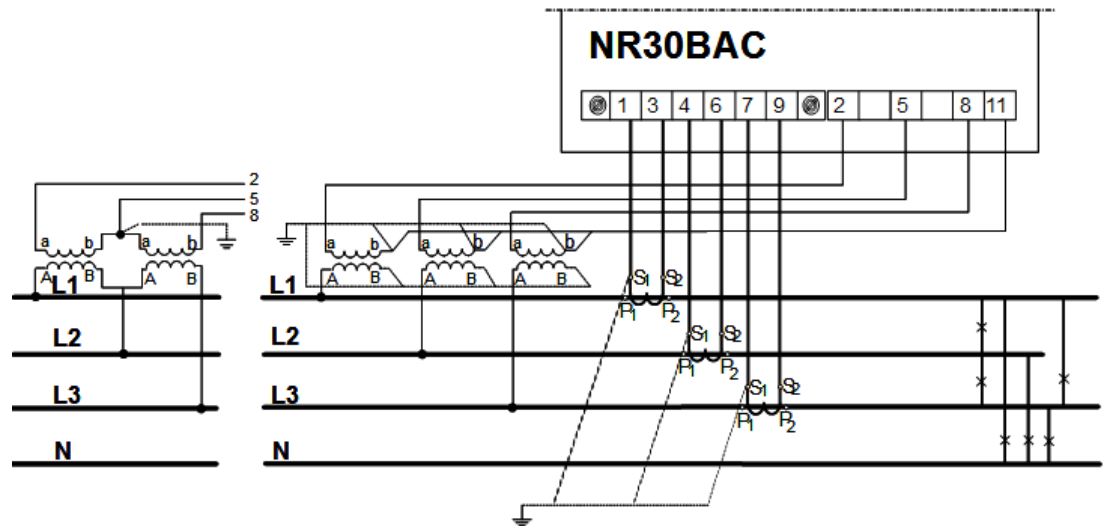 NR30BAC
1 3 4 6 7 9 2 5 8 11
2
5
8
a b a b
A B A B
a b a b a b
A B A B A B
S1 S2
L1 L1
P1 P2
S1 S2
L2 L2
P1 P2
S1 S2
L3 L3
P1 P2
N N